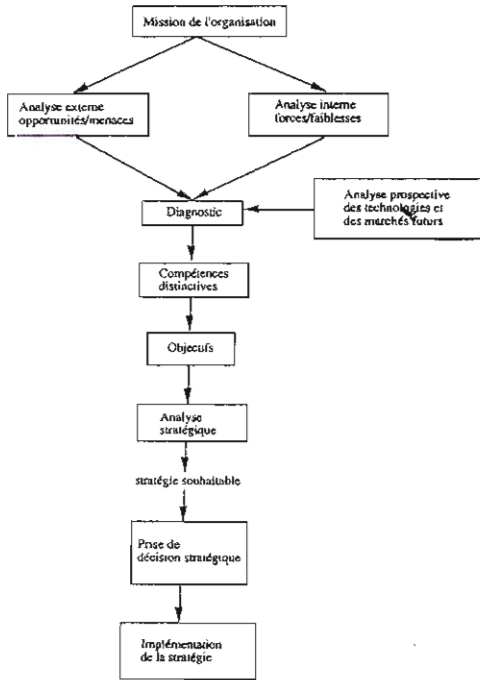 Mission de l'organisation
Analyse externe
opportunités/menaces
Analyse interne
forces/faiblesses
Analyse prospective
des technologies et
des marchés futurs
Diagnostic
Compétences
distinctives
Objectifs
Analyse
stratégique
stratégie souhaitable
Prise de
décision stratégique
Implémentation
de la stratégie